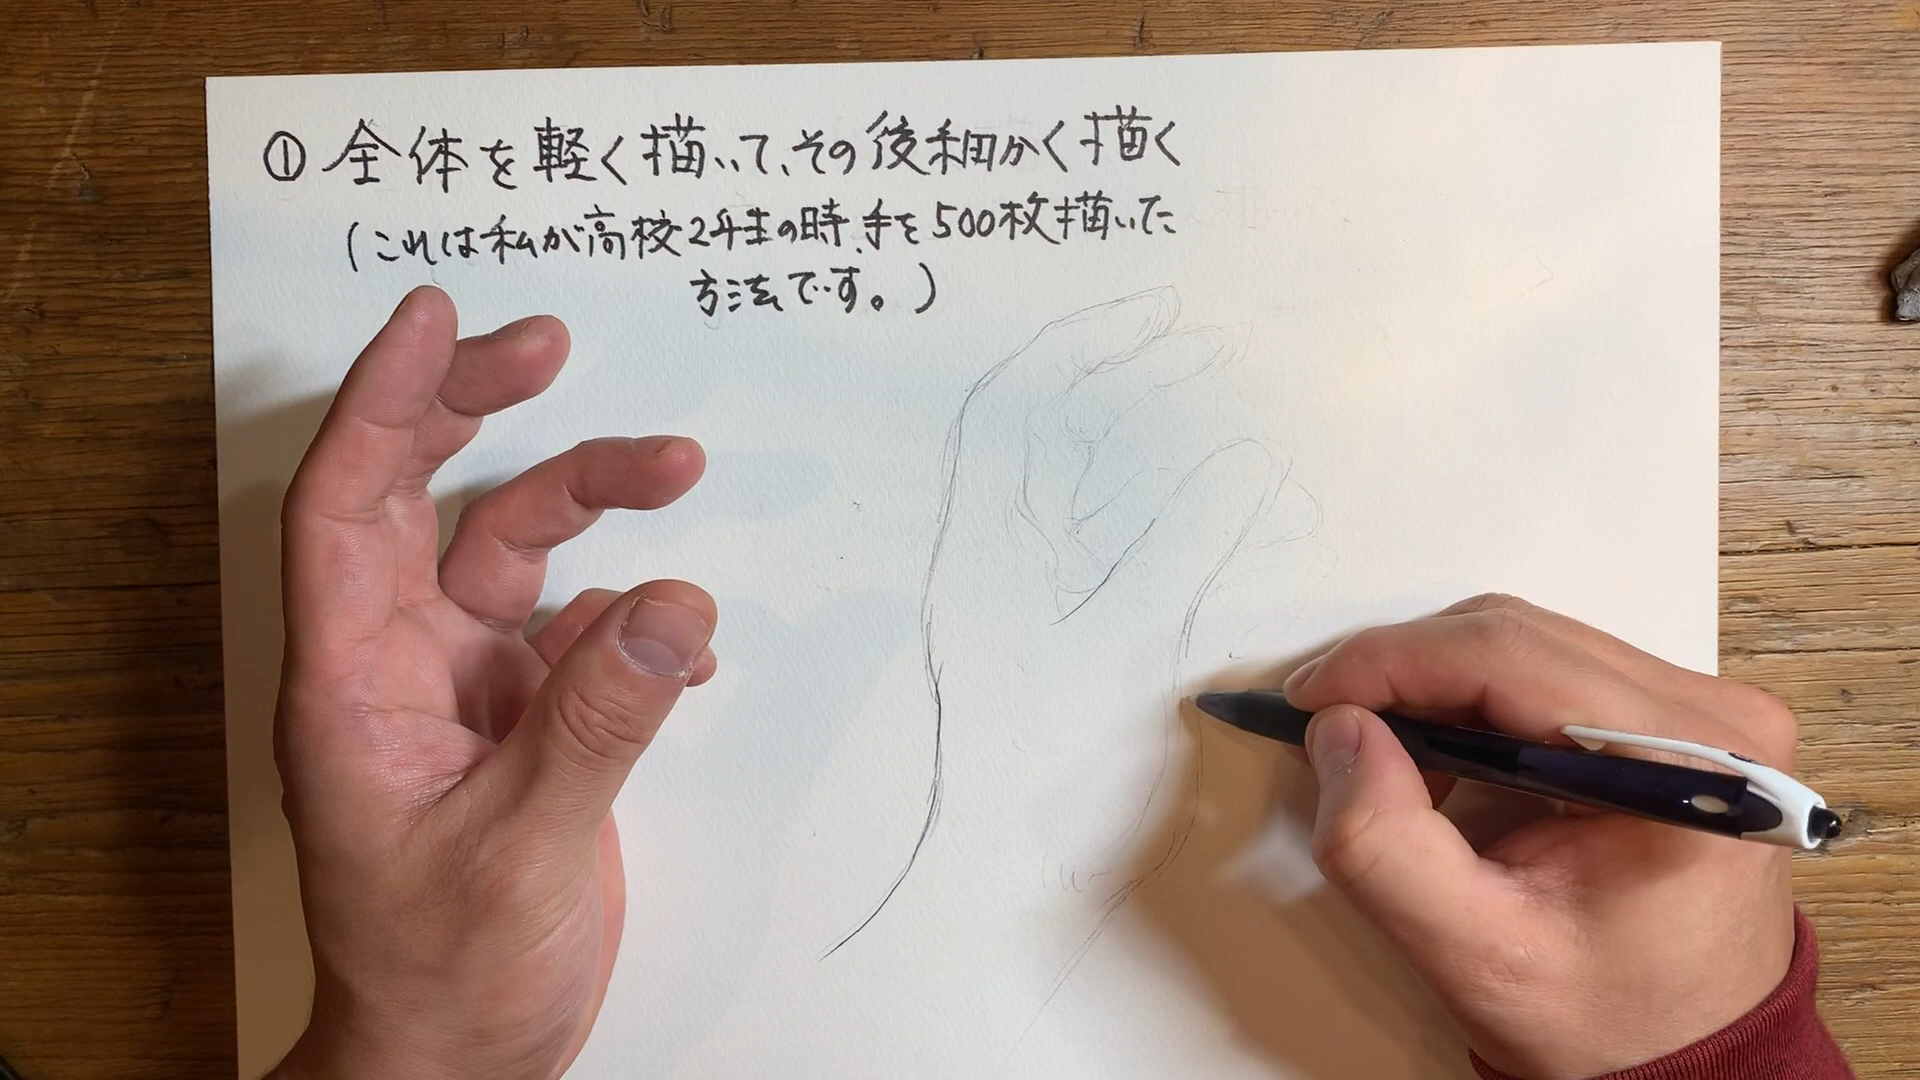 ① 全体を軽く描いて、その後細かく描く
(これは私が高校2年生の時、手を500枚描いた
方法です。)